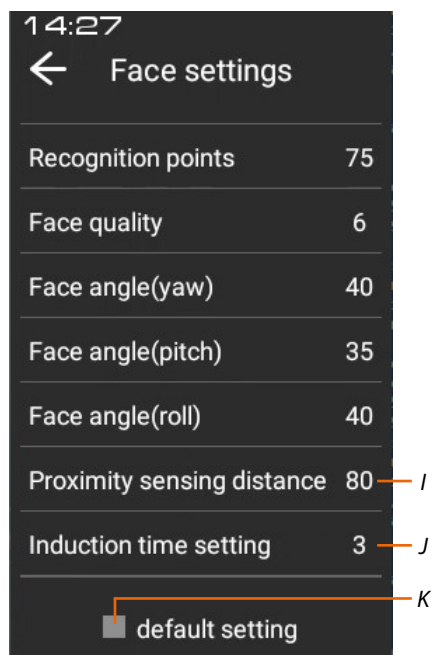 14:27
← Face settings
Recognition points 75
Face quality 6
Face angle(yaw) 40
Face angle(pitch) 35
Face angle(roll) 40
Proximity sensing distance 80 I
Induction time setting 3 J
K
default setting